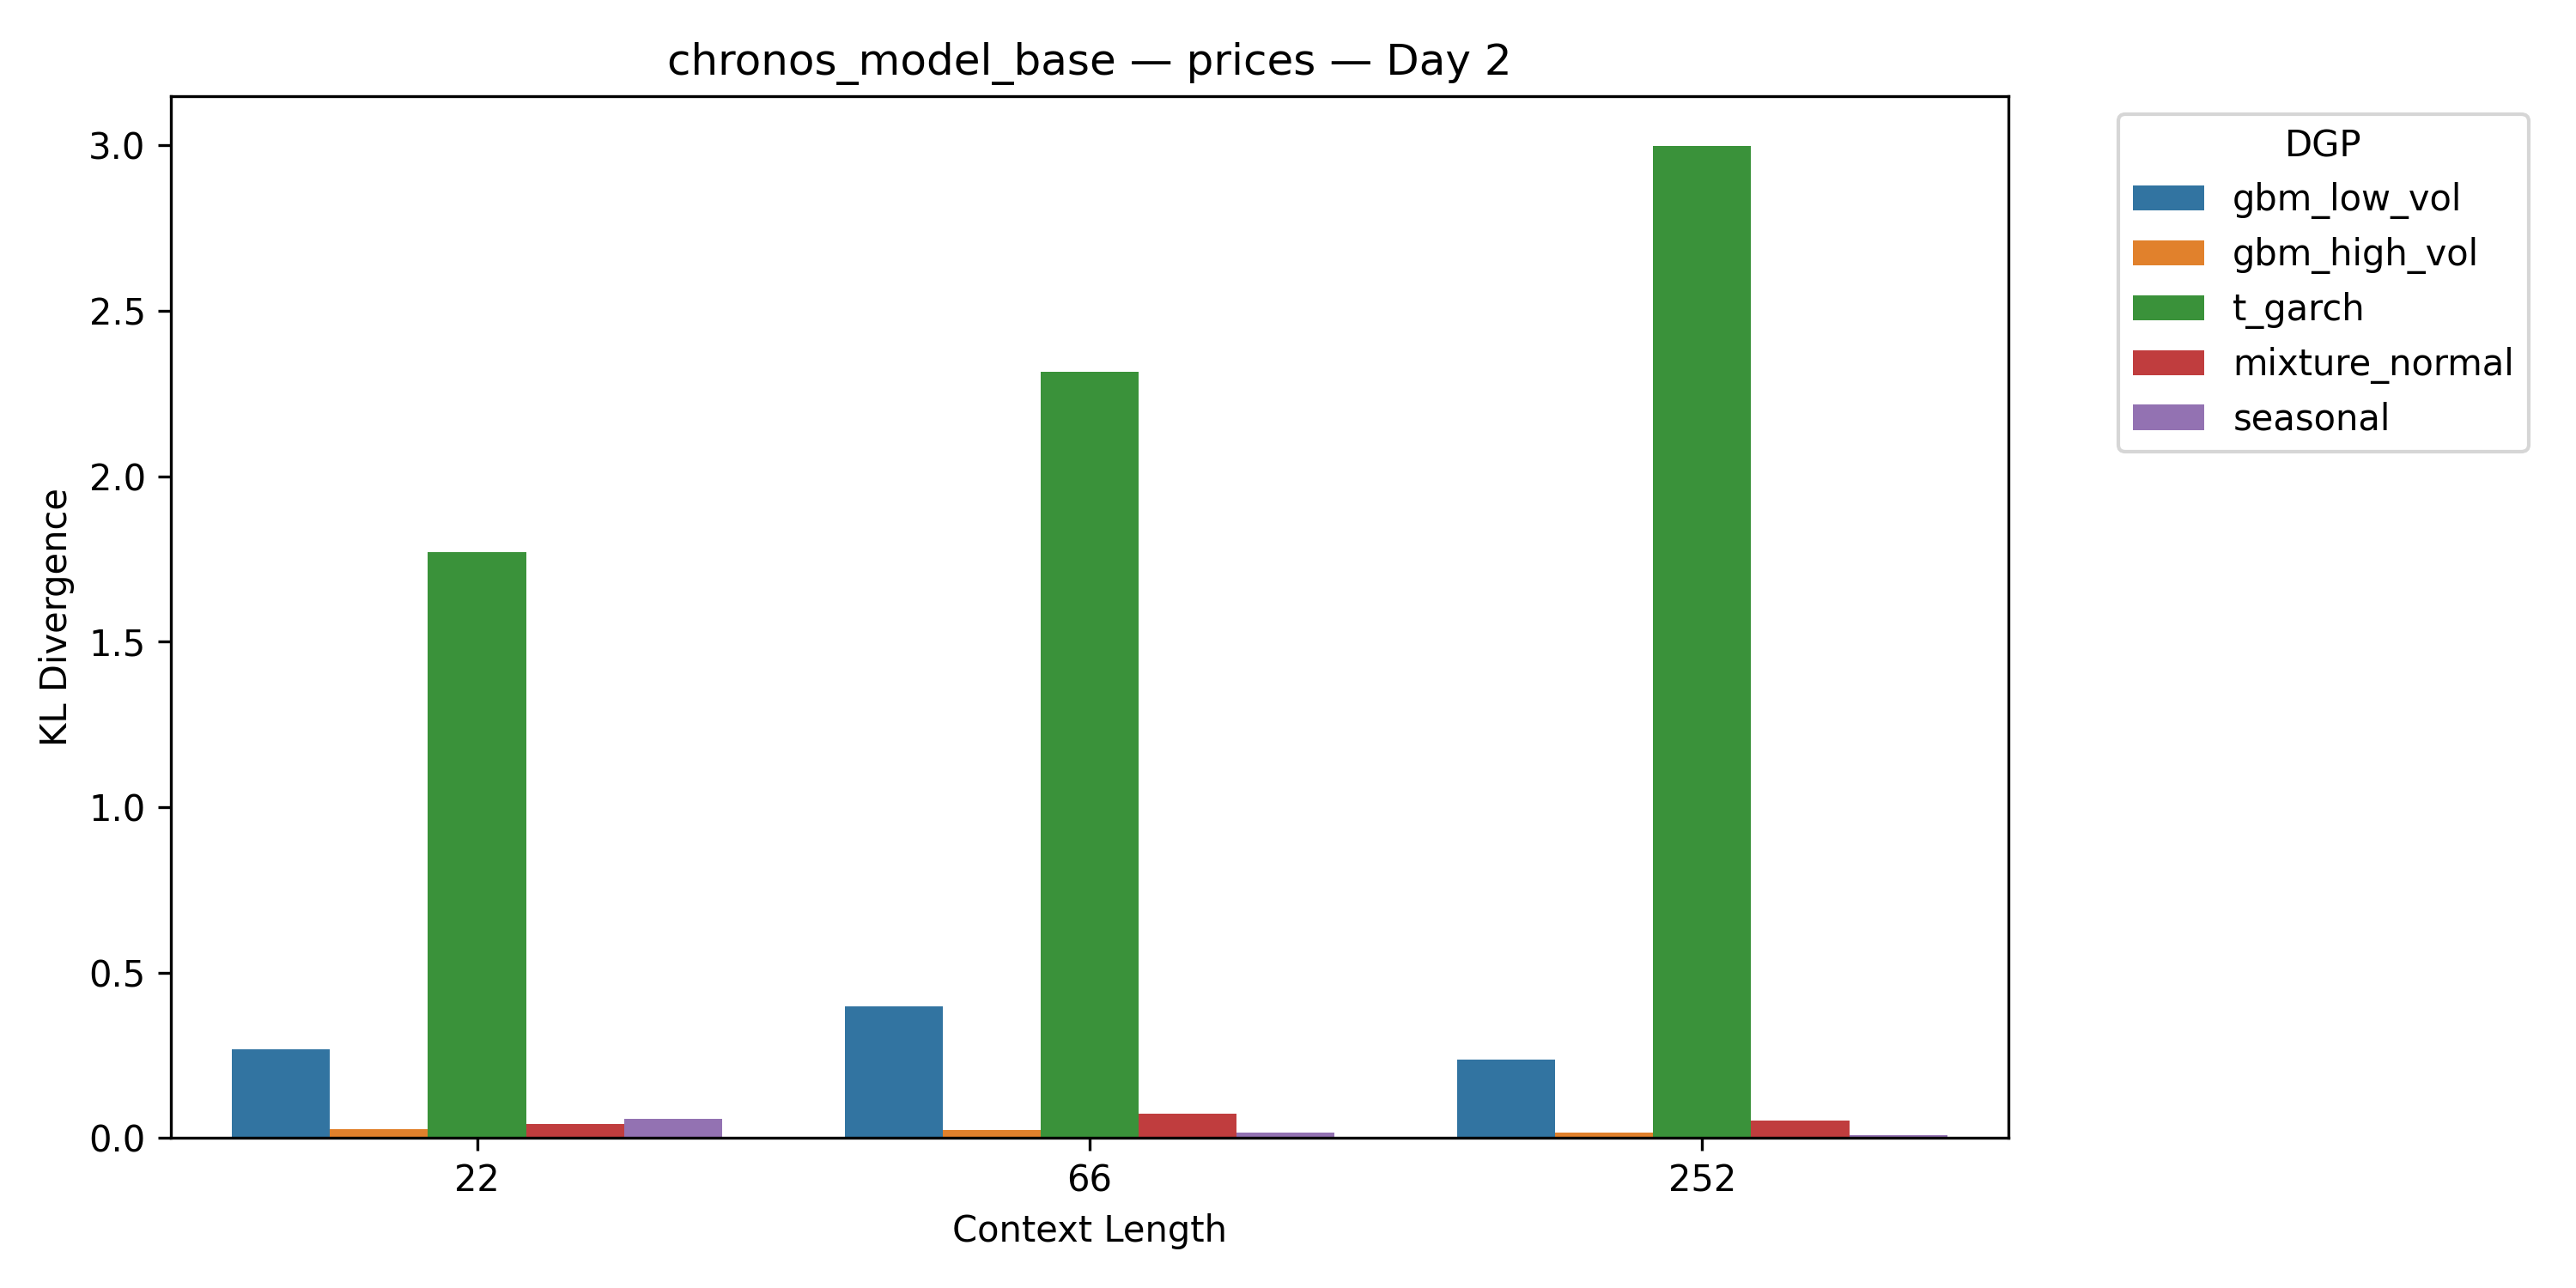 chronos_model_base — prices — Day 2
KL Divergence
3.0
2.5
2.0
1.5
1.0
0.5
0.0
22
66
252
Context Length
DGP
gbm_low_vol
gbm_high_vol
t_garch
mixture_normal
seasonal